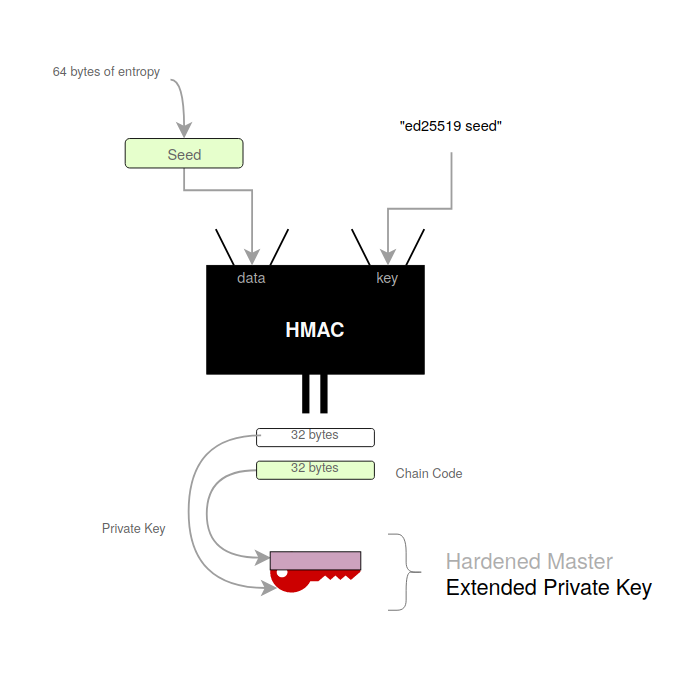 64 bytes of entropy
"ed25519 seed"
Seed
data
key
HMAC
32 bytes
32 bytes
Chain Code
Private Key
Hardened Master
Extended Private Key